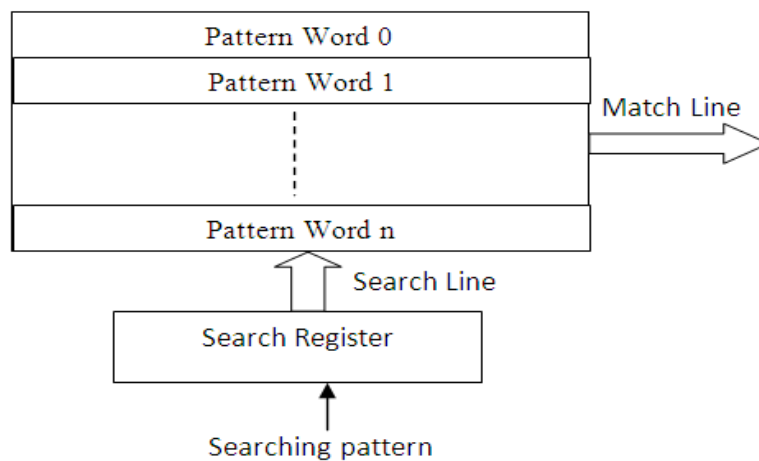 Pattern Word 0
Pattern Word 1
Match Line
Pattern Word n
Search Line
Search Register
Searching pattern